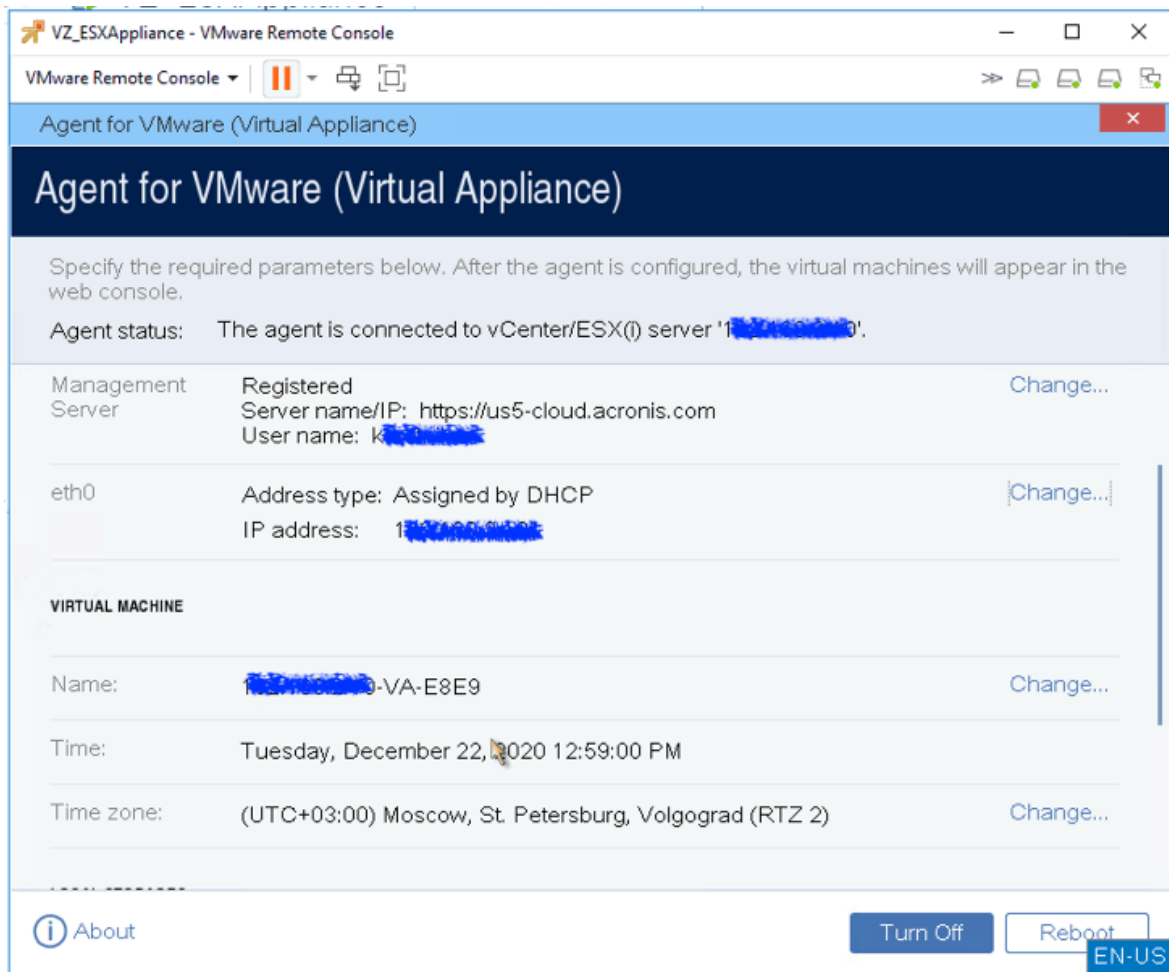 VZ_ESXAppliance - VMware Remote Console
VMware Remote Console
Agent for VMware (Virtual Appliance)
Agent for VMware (Virtual Appliance)
Specify the required parameters below. After the agent is configured, the virtual machines will appear in the
web console.
Agent status: The agent is connected to vCenter/ESX(i) server '1
Management Server
Registered
Server name/IP: https://us5-cloud.acronis.com
User name: k
Change...
eth0
Address type: Assigned by DHCP
Change...
IP address: 1
VIRTUAL MACHINE
Name: -VA-E8E9 Change...
Time: Tuesday, December 22, 2020 12:59:00 PM
Time zone: (UTC+03:00) Moscow, St. Petersburg, Volgograd (RTZ 2) Change...
About
Turn Off
Reboot
EN-US